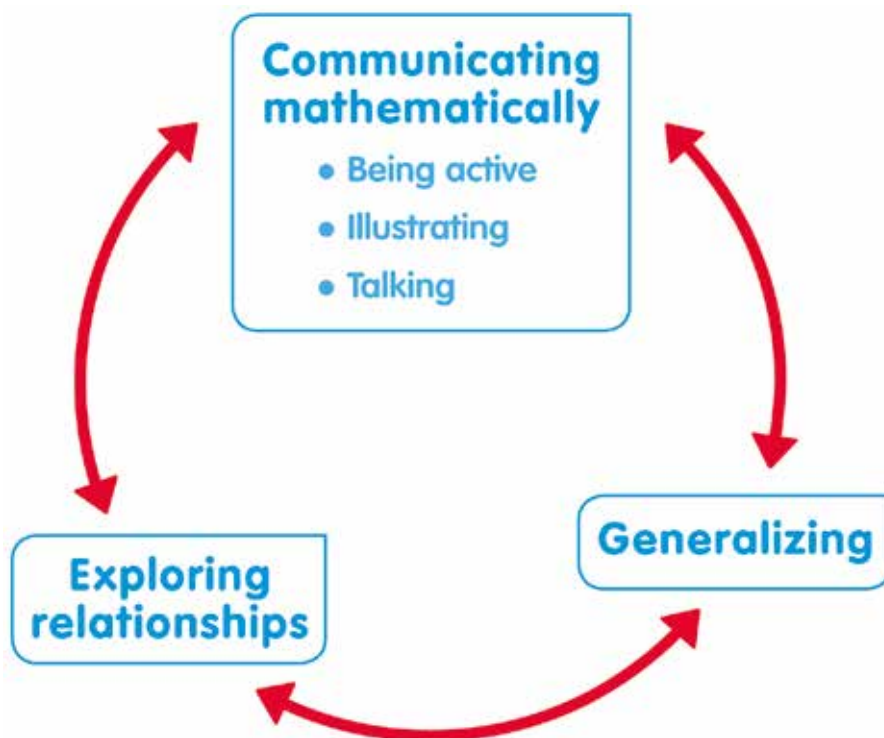 Communicating
mathematically
• Being active
• Illustrating
• Talking
Generalizing
Exploring
relationships